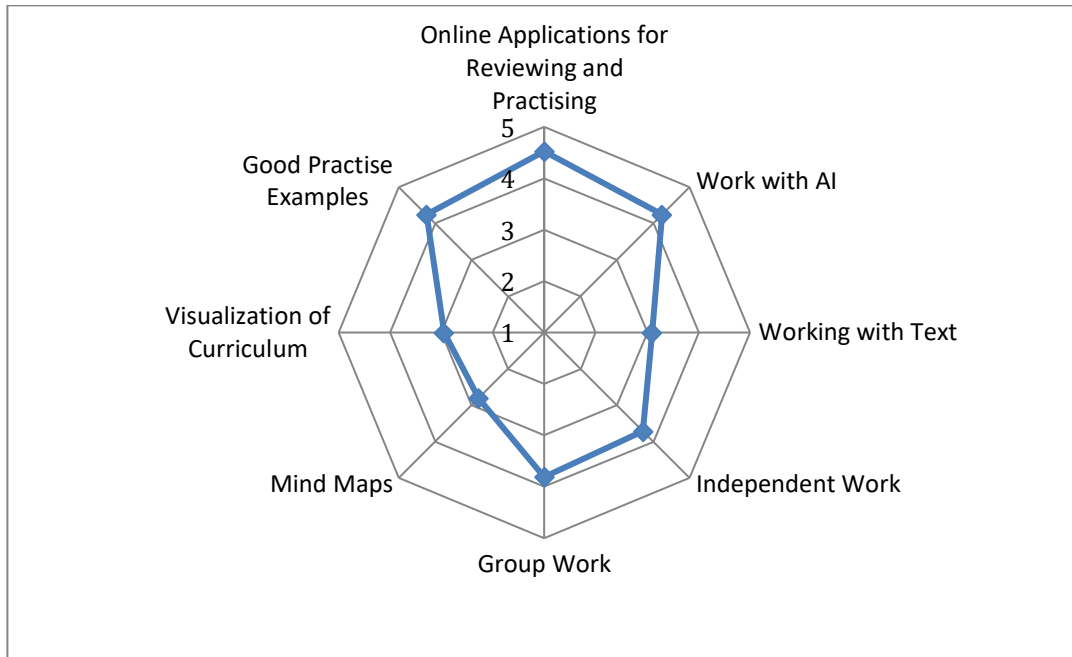 Online Applications for
Reviewing and
Practising
5
Good Practise
Examples
4
Work with AI
3
2
Visualization of
Curriculum
1
Working with Text
Mind Maps
Independent Work
Group Work